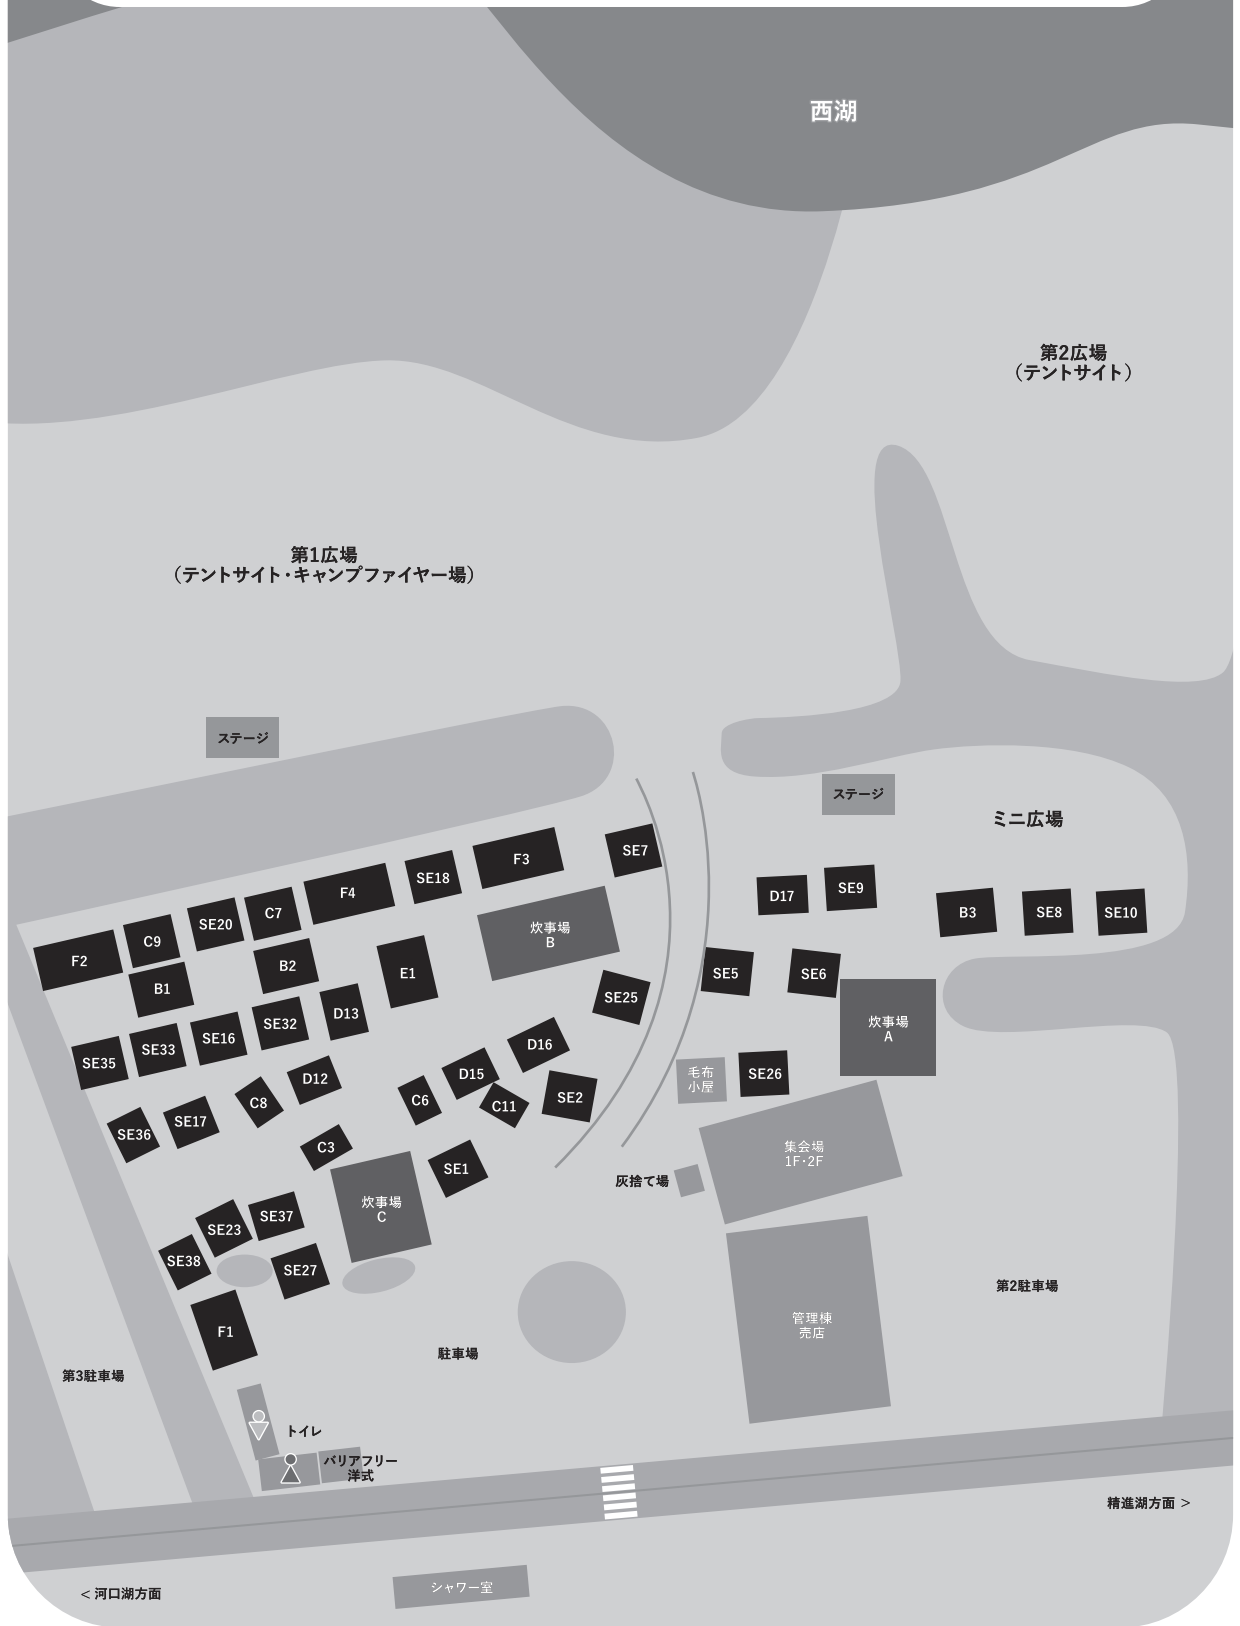 西湖
第2広場
（テントサイト）
第1広場
（テントサイト・キャンプファイヤー場）
ステージ
ステージ
ミニ広場
SE7
F3
SE18
F4
C7
SE20
C9
F2
B1
B2
E1
炊事場
B
D17
SE9
B3
SE8
SE10
SE5
SE6
SE25
炊事場
A
D13
SE32
SE16
SE33
SE35
D16
D15
D12
C8
C6
C11
SE2
毛布
小屋
SE26
SE17
SE36
C3
SE1
集会場
1F・2F
灰捨て場
炊事場
C
SE37
SE23
SE38
SE27
F1
第2駐車場
管理棟
売店
駐車場
第3駐車場
トイレ
バリアフリー
洋式
精進湖方面 >
シャワー室
< 河口湖方面